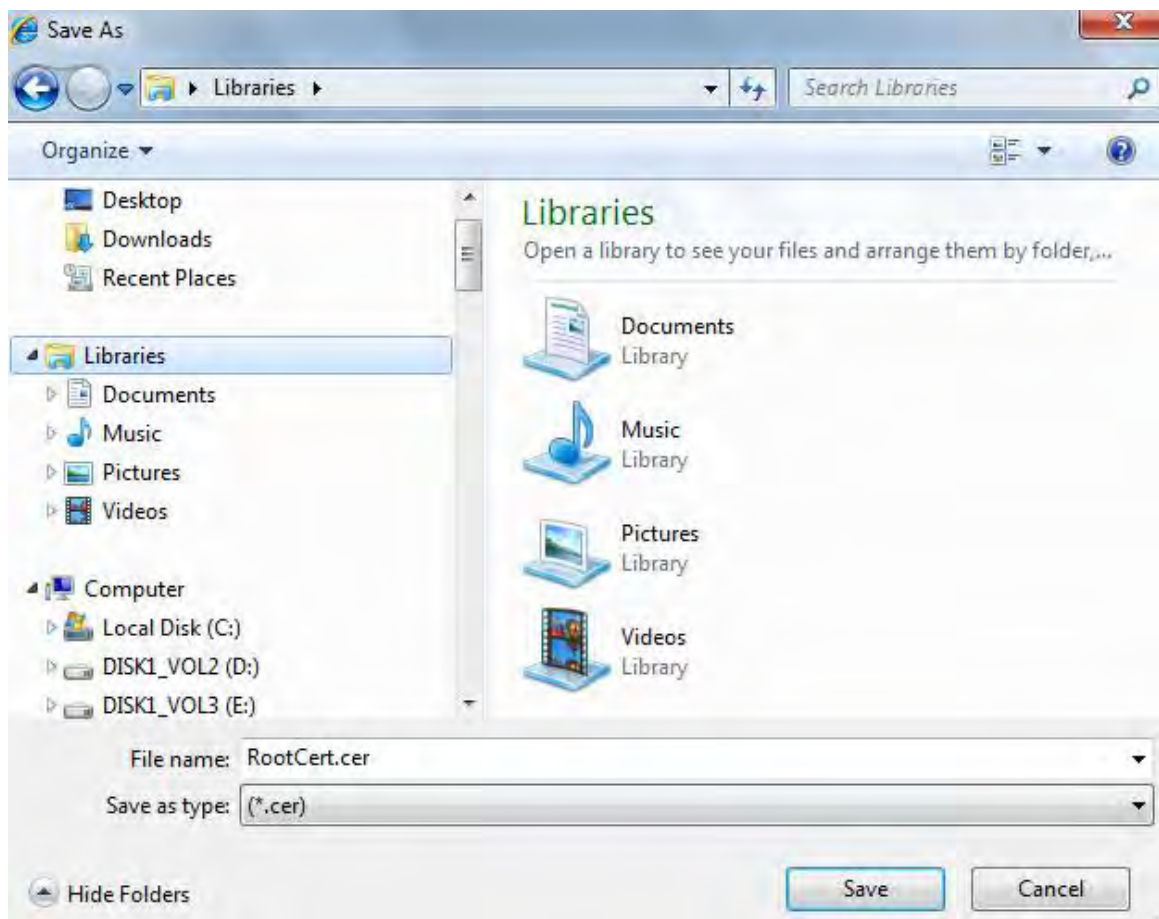 Save As
Libraries
Search Libraries
Organize
Desktop
Downloads
Recent Places
Libraries
Documents
Music
Pictures
Videos
Computer
Local Disk (C:)
DISK1_VOL2 (D:)
DISK1_VOL3 (E:)
Libraries
Open a library to see your files and arrange them by folder,...
Documents
Library
Music
Library
Pictures
Library
Videos
Library
File name: RootCert.cer
Save as type: (*.cer)
Hide Folders
Save Cancel